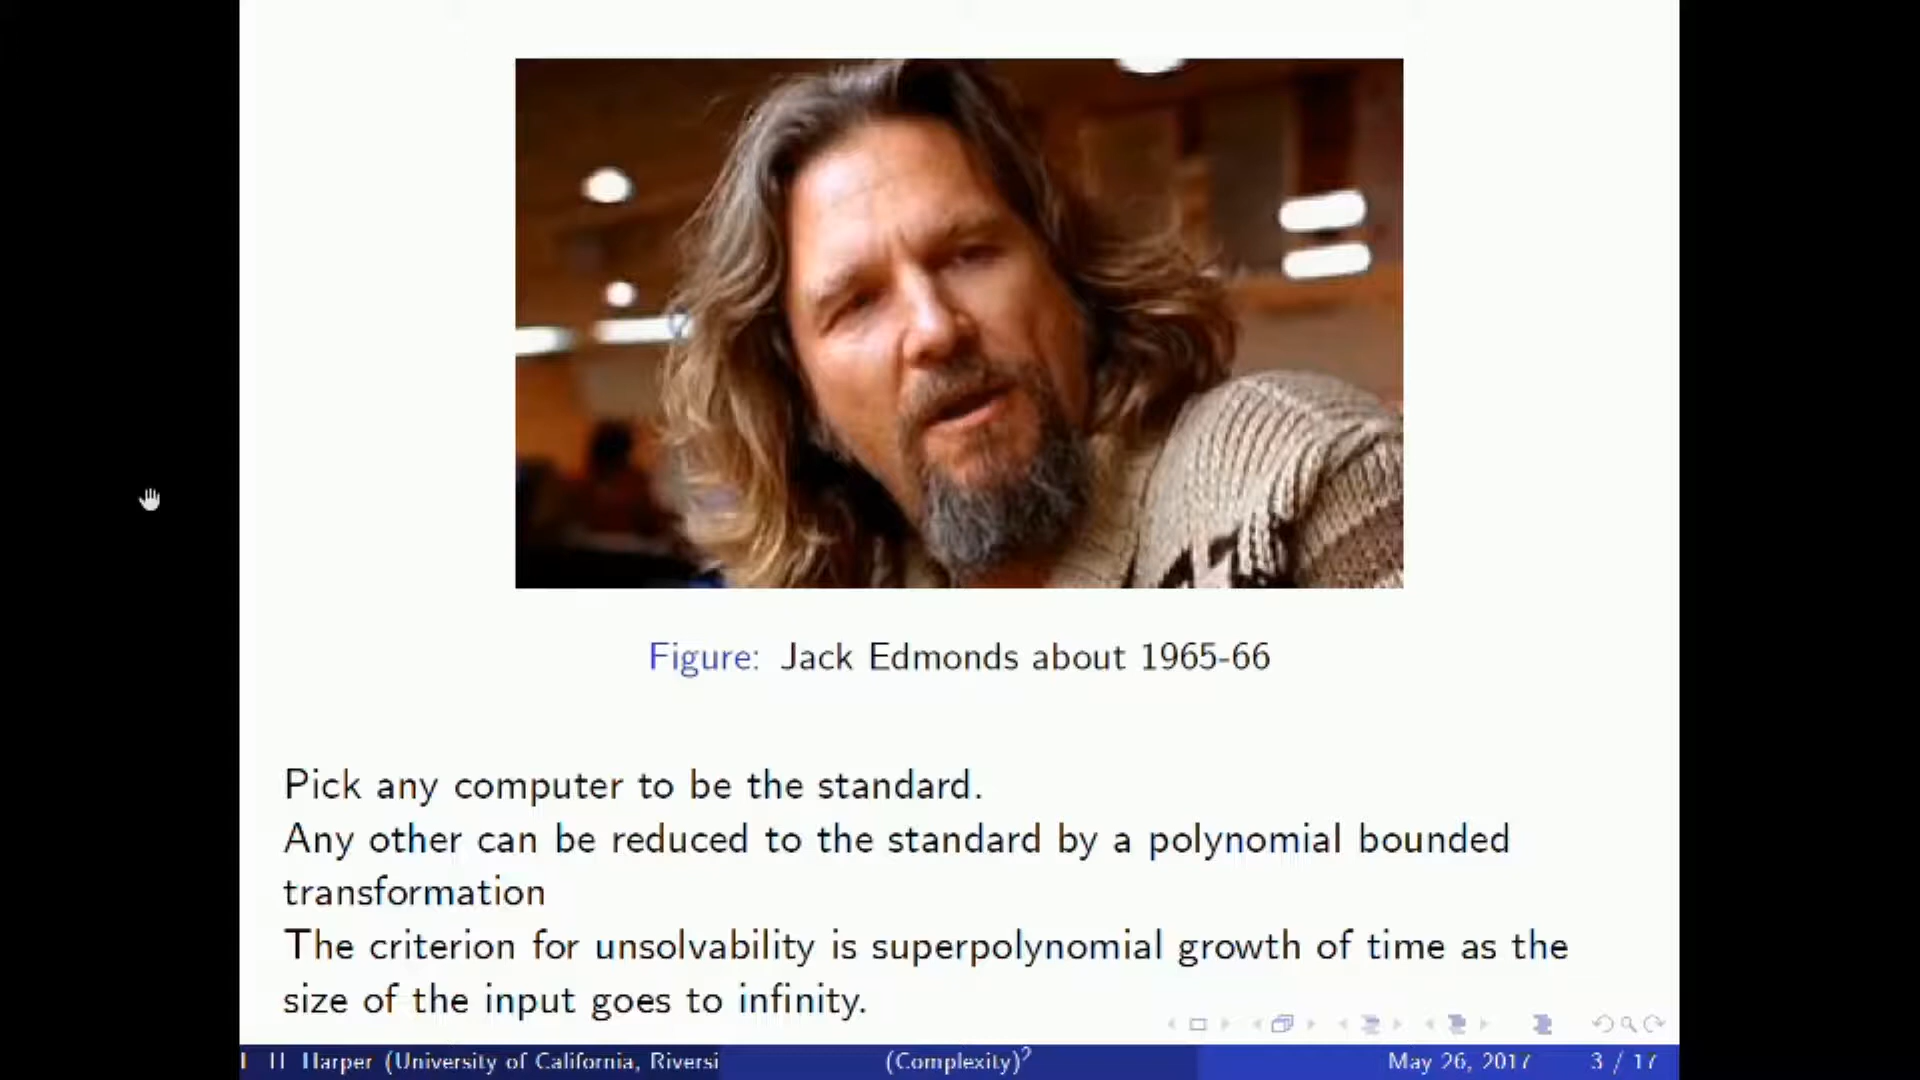 Figure: Jack Edmonds about 1965-66
Pick any computer to be the standard.
Any other can be reduced to the standard by a polynomial bounded
transformation
The criterion for unsolvability is superpolynomial growth of time as the
size of the input goes to infinity.
Harper (University of California, Riversi (Complexity)² May 26, 2017 3 / 17